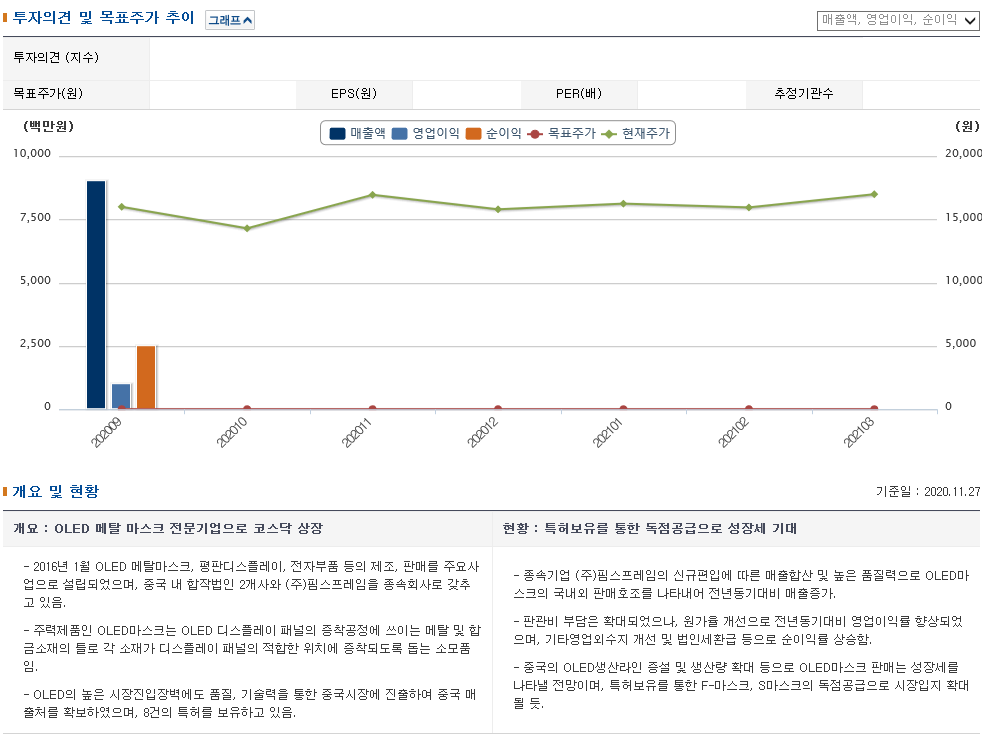 투자의견 및 목표주가 추이 그래프
매출액, 영업이익, 순이익
투자의견 (지수)
목표주가(원) EPS(원) PER(배) 추정기관수
(백만원) (원)
매출액 영업이익 순이익 목표주가 현재주가
10,000 20,000
7,500 15,000
5,000 10,000
2,500 5,000
0 0
202009 202010 202011 202012 202101 202102 202103
개요 및 현황 기준일 : 2020.11.27
개요 : OLED 메탈 마스크 전문기업으로 코스닥 상장
- 2016년 1월 OLED 메탈마스크, 평판디스플레이, 전자부품 등의 제조, 판매를 주요사
업으로 설립되었으며, 중국 내 합작법인 2개사와 (주)핌스프레임을 종속회사로 갖추
고 있음.
- 주력제품인 OLED마스크는 OLED 디스플레이 패널의 증착공정에 쓰이는 메탈 및 합
금소재의 틀로 각 소재가 디스플레이 패널의 적합한 위치에 증착되도록 돕는 소모품
임.
- OLED의 높은 시장진입장벽에도 품질, 기술력을 통한 중국시장에 진출하여 중국 매
출처를 확보하였으며, 8건의 특허를 보유하고 있음.
현황 : 특허보유를 통한 독점공급으로 성장세 기대
- 종속기업 (주)핌스프레임의 신규편입에 따른 매출합산 및 높은 품질력으로 OLED마
스크의 국내외 판매호조를 나타내어 전년동기대비 매출증가.
- 판관비 부담은 확대되었으나, 원가율 개선으로 전년동기대비 영업이익률 향상되었
으며, 기타영업외수지 개선 및 법인세환급 등으로 순이익률 상승함.
- 중국의 OLED생산라인 증설 및 생산량 확대 등으로 OLED마스크 판매는 성장세를
나타낼 전망이며, 특허보유를 통한 F-마스크, S마스크의 독점공급으로 시장입지 확대
될 듯.